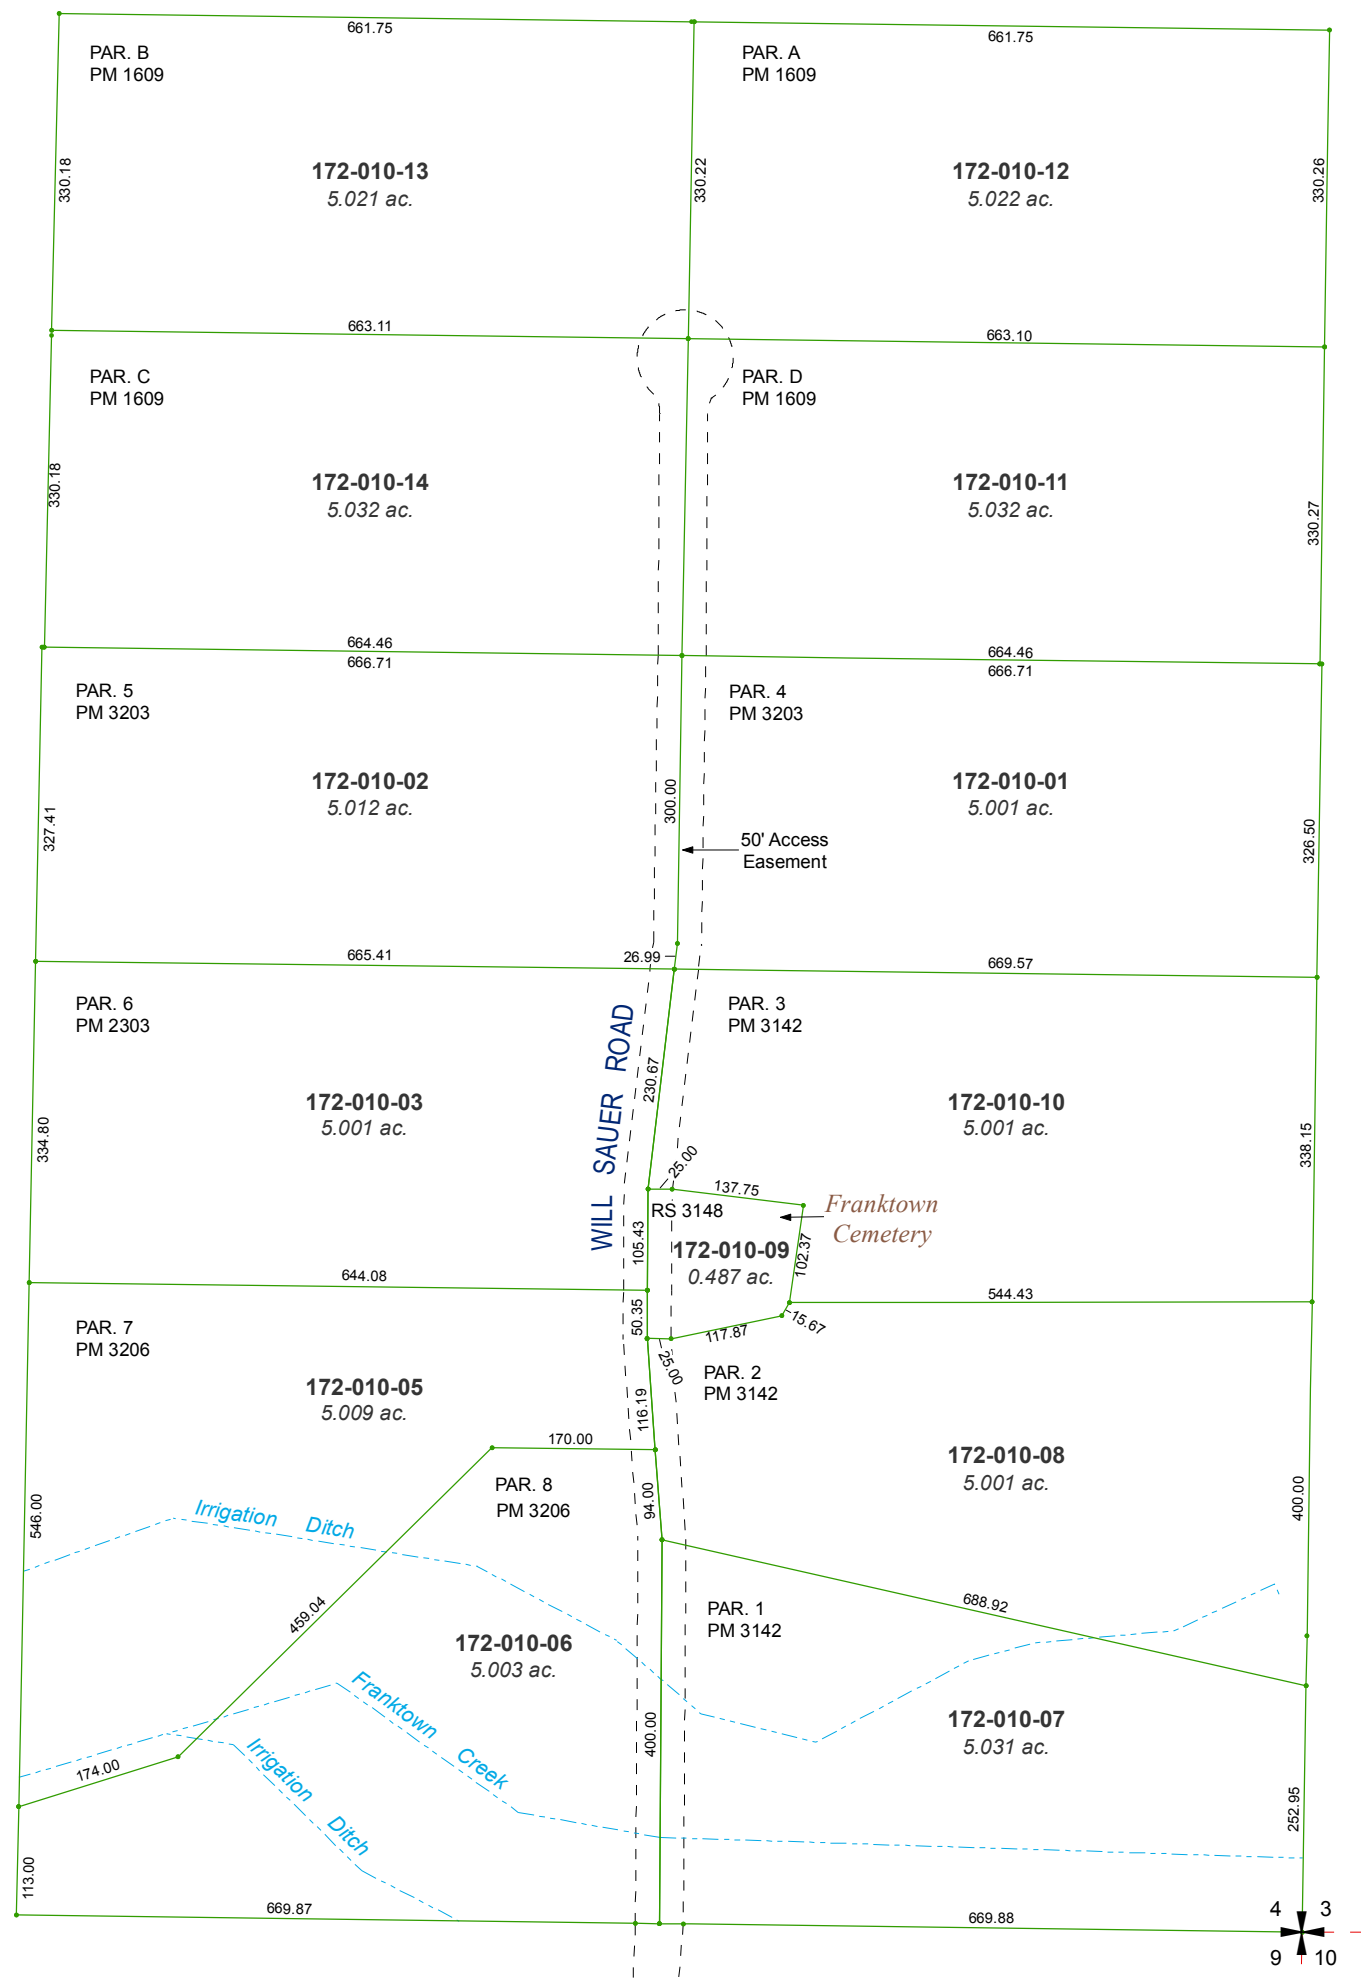 661.75
661.75
PAR. B
PM 1609
PAR. A
PM 1609
330.18
172-010-13
5.021 ac.
330.22
172-010-12
5.022 ac.
330.26
663.11
663.10
PAR. C
PM 1609
PAR. D
PM 1609
330.18
172-010-14
5.032 ac.
172-010-11
5.032 ac.
330.27
664.46
664.46
666.71
666.71
PAR. 5
PM 3203
PAR. 4
PM 3203
327.41
172-010-02
5.012 ac.
300.00
172-010-01
5.001 ac.
326.50
50' Access
Easement
665.41
26.99
669.57
PAR. 6
PM 2303
PAR. 3
PM 3142
WILL SAUER ROAD
230.67
334.80
172-010-03
5.001 ac.
172-010-10
5.001 ac.
338.15
25.00
137.75
RS 3148
Franktown
Cemetery
105.43
172-010-09
0.487 ac.
102.37
644.08
544.43
50.35
15.67
117.87
25.00
PAR. 7
PM 3206
PAR. 2
PM 3142
172-010-05
5.009 ac.
116.19
170.00
172-010-08
5.001 ac.
PAR. 8
PM 3206
94.00
546.00
Irrigation Ditch
400.00
459.04
PAR. 1
PM 3142
688.92
172-010-06
5.003 ac.
Franktown Creek
400.00
172-010-07
5.031 ac.
174.00
Irrigation Ditch
252.95
113.00
669.87
669.88
4 3
9 10